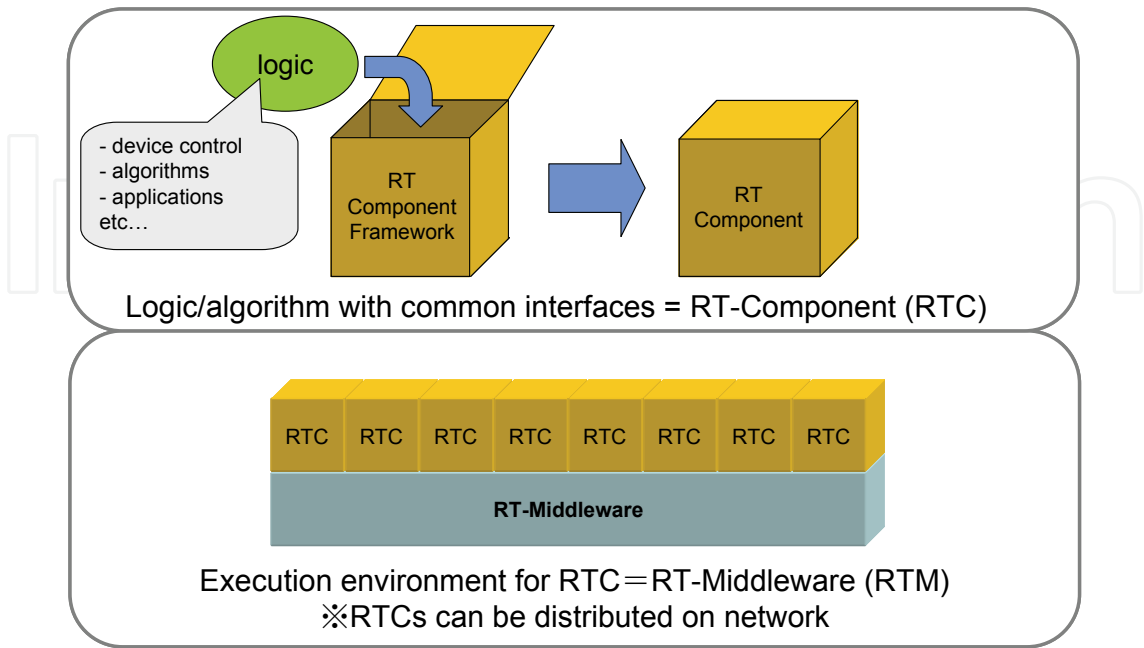 logic
- device control
- algorithms
- applications
etc…
RT
Component
Framework
RT
Component
Logic/algorithm with common interfaces = RT-Component (RTC)
RTC RTC RTC RTC RTC RTC RTC RTC
RT-Middleware
Execution environment for RTC＝RT-Middleware (RTM)
※RTCs can be distributed on network